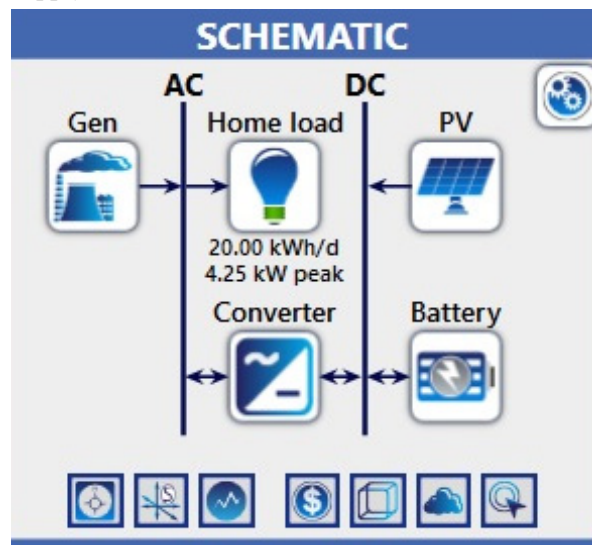 SCHEMATIC
AC DC
Gen Home load PV
20.00 kWh/d
4.25 kW peak
Converter Battery